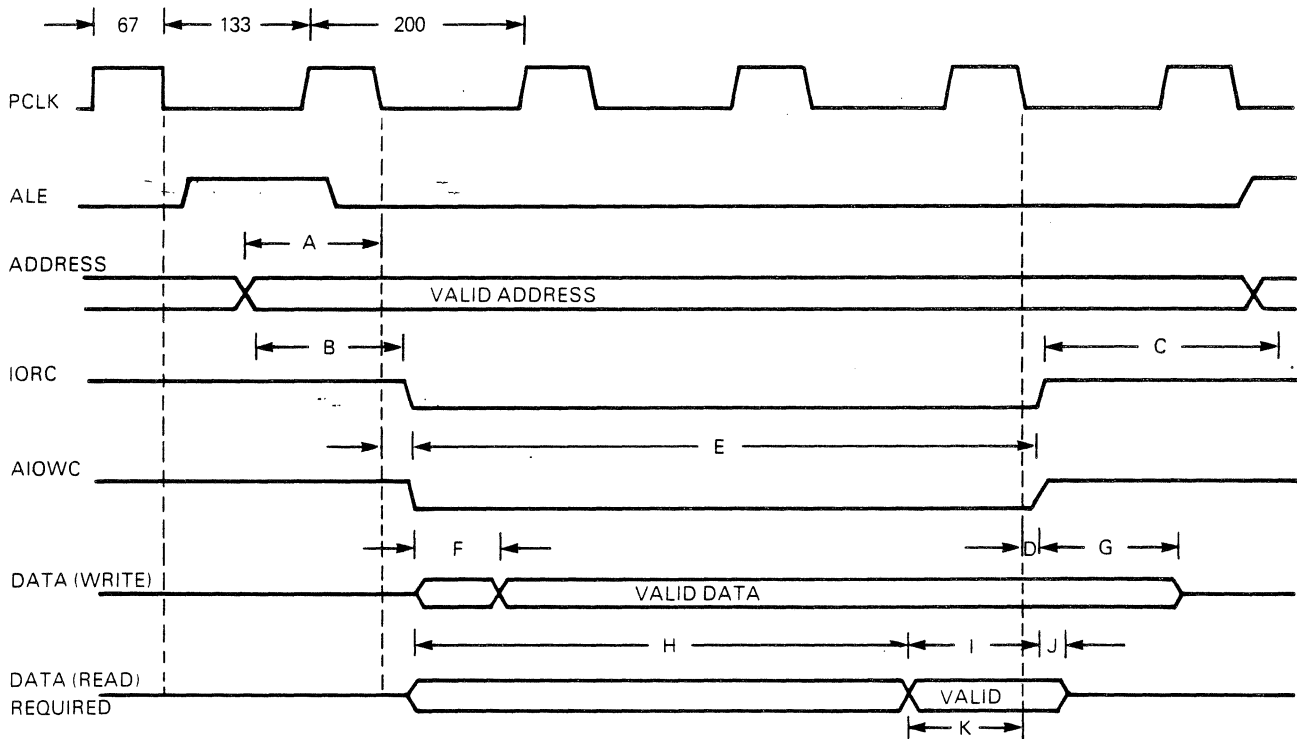 67 133 200
PCLK
ALE
A
ADDRESS
VALID ADDRESS
B C
IORC
E
AIOWC
F D G
DATA (WRITE)
VALID DATA
H I J
DATA (READ)
REQUIRED
VALID
K